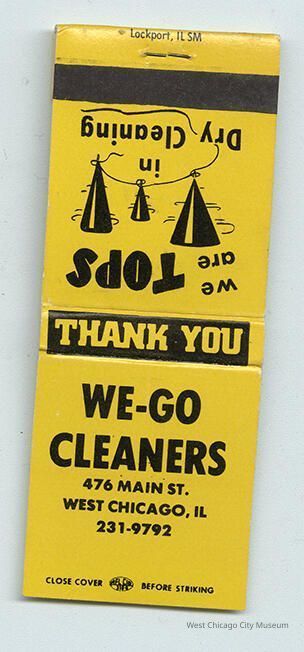 Lockport, IL SM
we
are TOPS
in
Dry Cleaning
THANK YOU
WE-GO
CLEANERS
476 MAIN ST.
WEST CHICAGO, IL
231-9792
CLOSE COVER BEFORE STRIKING
West Chicago City Museum